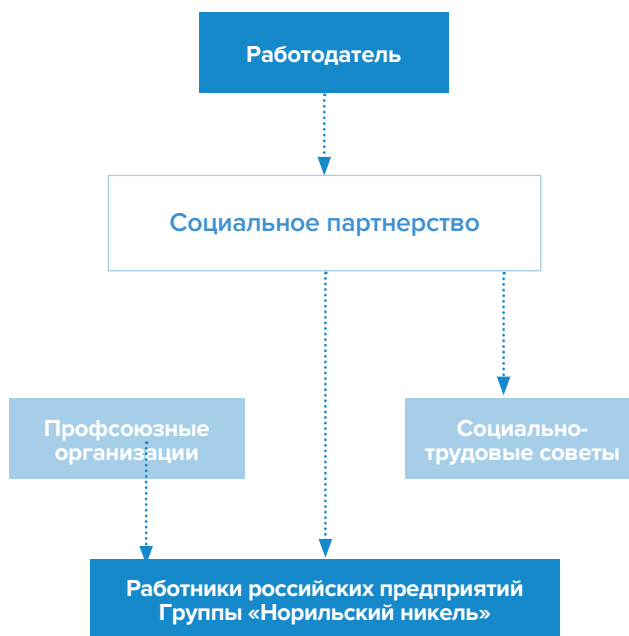 Работодатель
Социальное партнерство
Профсоюзные
организации
Социально-
трудовые советы
Работники российских предприятий
Группы «Норильский никель»